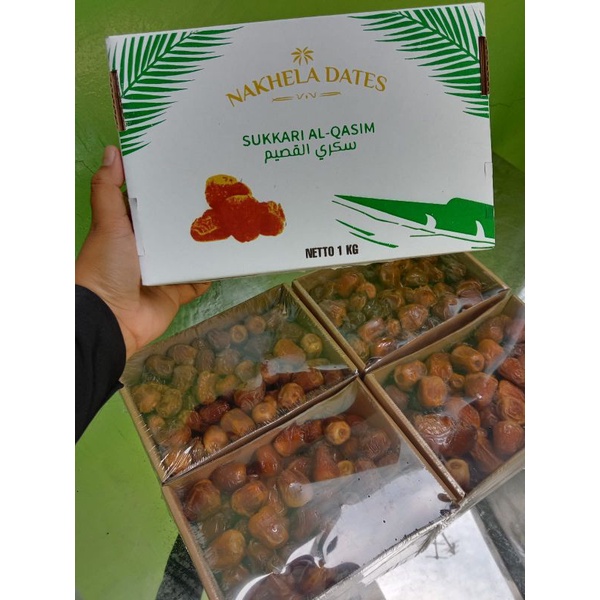 NAKHELA DATES
SUKKARI AL-QASIM
سكري القصيم
NETTO 1 KG